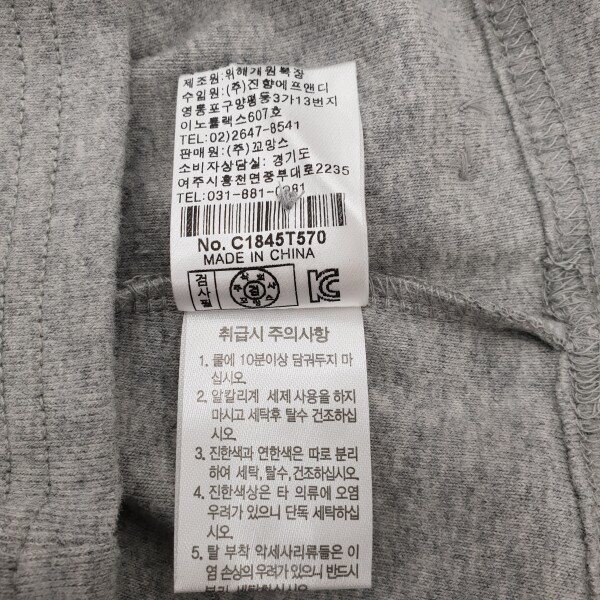 제조원: 위해개원복장
수입원: (주)진향에프앤디
영등포구양평동3가13번지
이노플렉스607호
TEL:02)2647-8541
판매원: (주)꼬망스
소비자상담실: 경기도
여주시흥천면풍부대로2235
TEL:031-881-0281
No. C1845T570
MADE IN CHINA
검사필
검
취급시 주의사항
1. 물에 10분이상 담궈두지 마
십시오.
2. 알칼리계 세제 사용을 하지
마시고 세탁후 탈수 건조하십
시오.
3. 진한색과 연한색은 따로 분리
하여 세탁, 탈수,건조하십시오.
4. 진한색상은 타 의류에 오염
우려가 있으니 단독 세탁하십
시오.
5. 탈 부착 악세사리류들은 이
염 손상의 우려가 있으니 반드시
분리 세탁 하십시오.